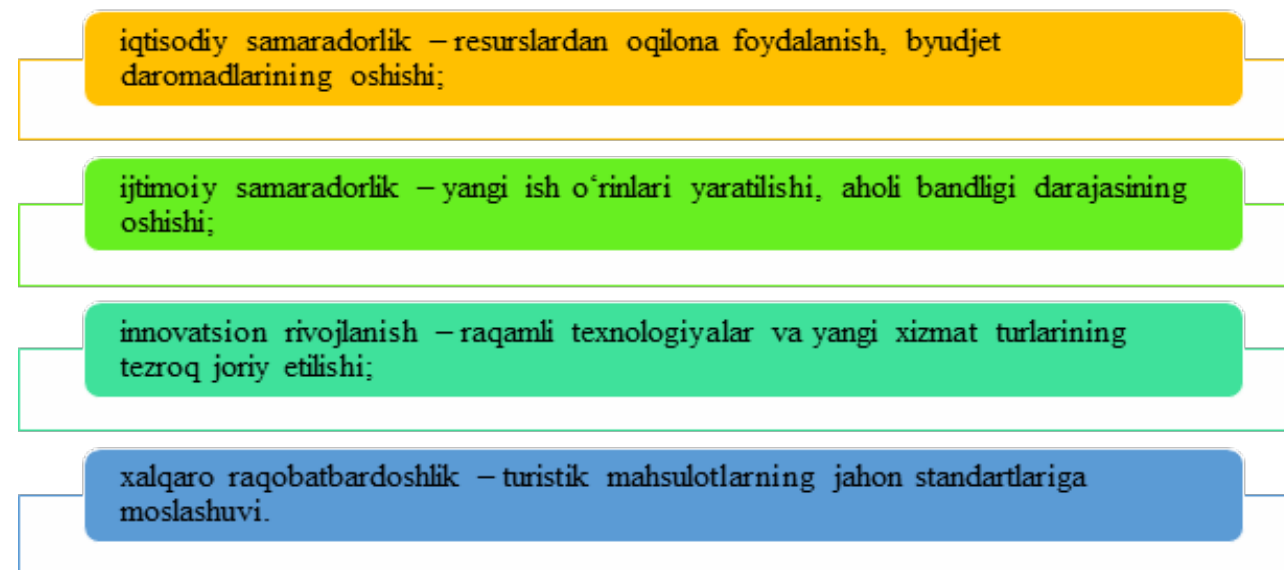 iqtisodiy samaradorlik – resurslardan oqilona foydalanish, byudjet
daromadlarining oshishi;
ijtimoiy samaradorlik – yangi ish o‘rinlari yaratilishi, aholi bandligi darajasining
oshishi;
innovatsion rivojlanish – raqamli texnologiyalar va yangi xizmat turlarining
tezroq joriy etilishi;
xalqaro raqobatbardoshlik – turistik mahsulotlarning jahon standartlariga
moslashuvi.